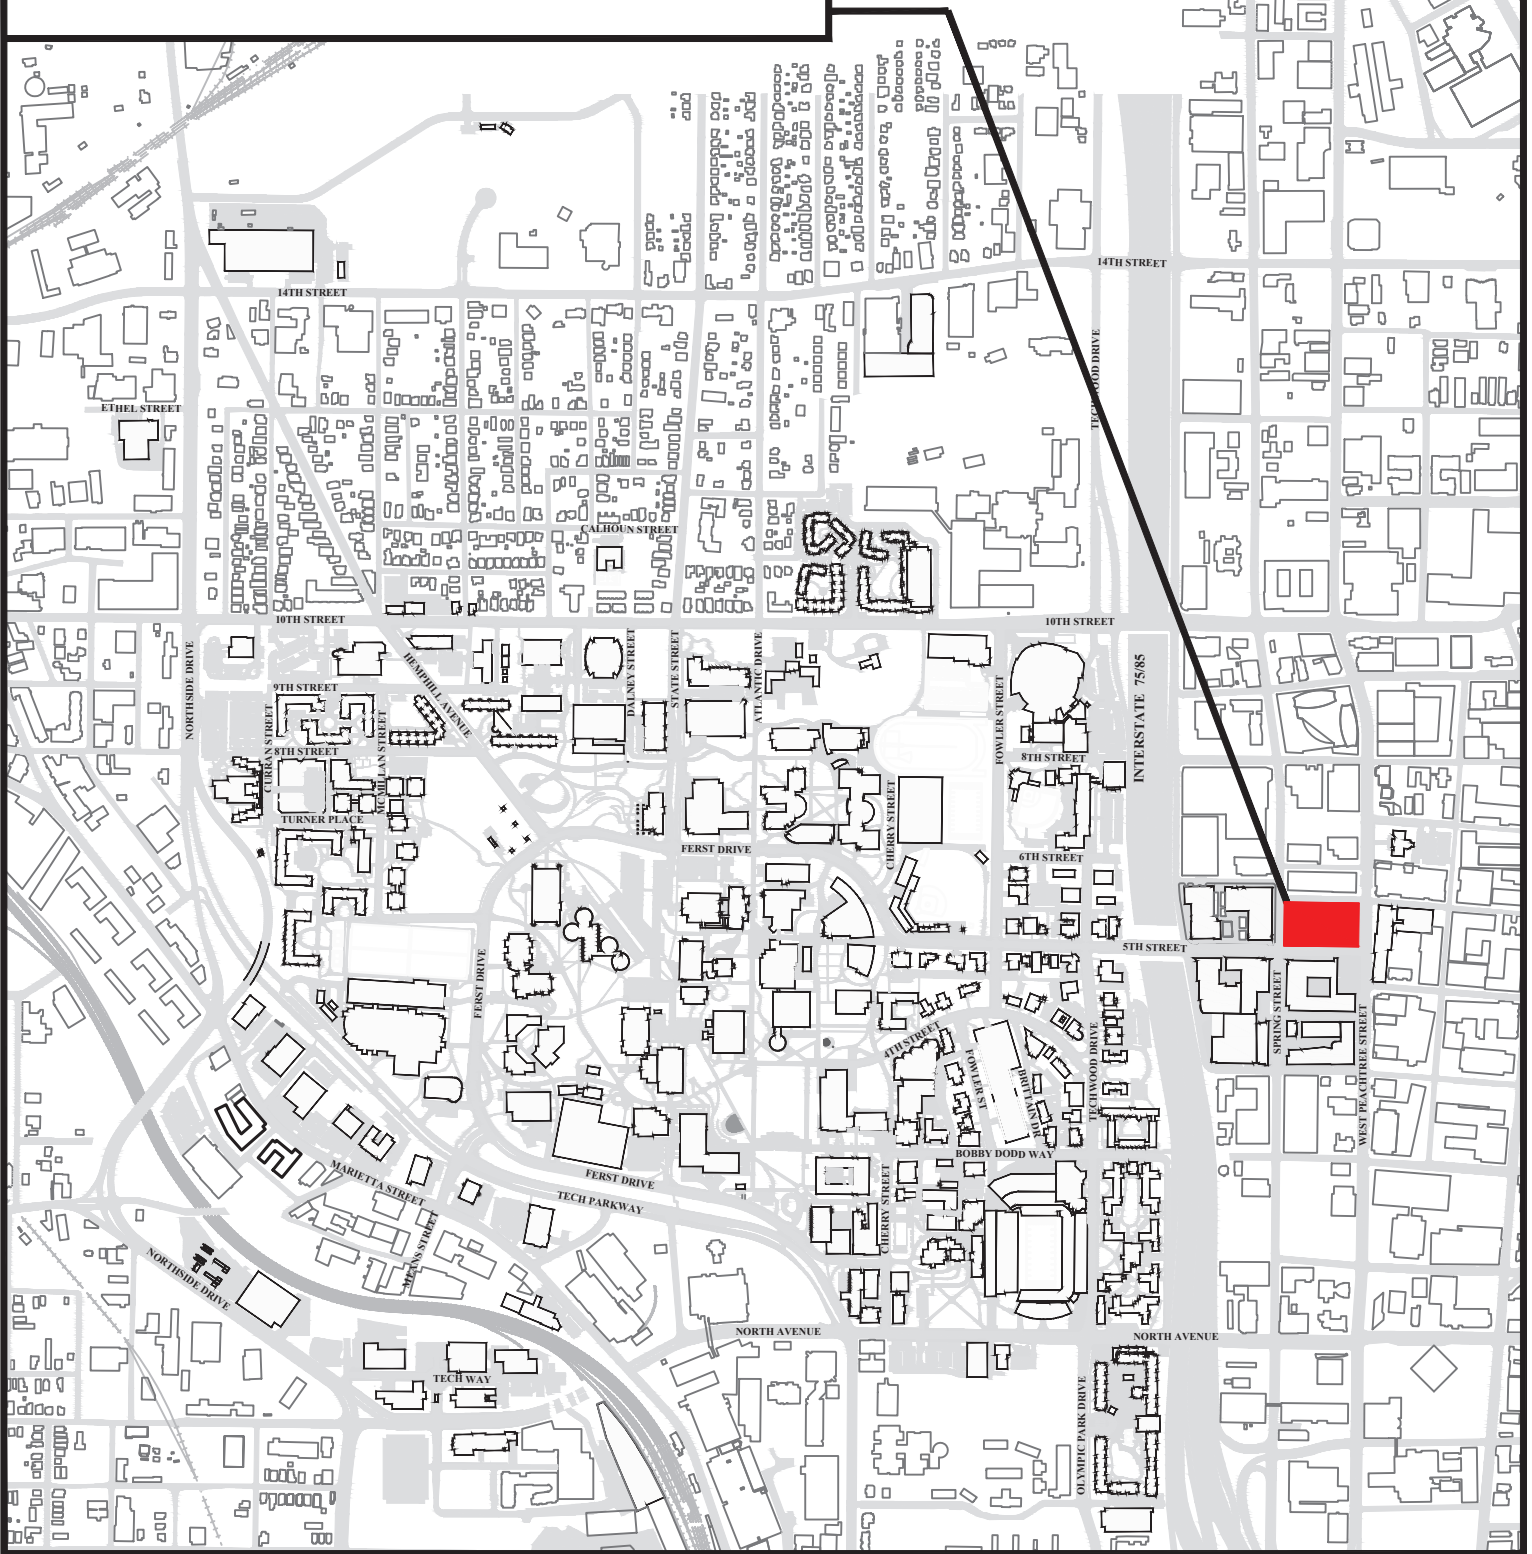 14TH STREET
14TH STREET
TECHWOOD DRIVE
ETHEL STREET
CALHOUN STREET
10TH STREET
10TH STREET
NORTHSIDE DRIVE
HEMPHILL AVENUE
DALNEY STREET
STATE STREET
ATLANTIC DRIVE
FOWLER STREET
INTERSTATE 75/85
9TH STREET
CURRAN STREET
MCMILLAN STREET
8TH STREET
8TH STREET
CHERRY STREET
TURNER PLACE
FERST DRIVE
6TH STREET
5TH STREET
FERST DRIVE
SPRING STREET
WEST PEACHTREE STREET
4TH STREET
FOWLER ST
BRITTAIN DR
TECHWOOD DRIVE
BOBBY DODD WAY
MARIETTA STREET
FERST DRIVE
TECH PARKWAY
CHERRY STREET
MEANS STREET
NORTHSIDE DRIVE
NORTH AVENUE
NORTH AVENUE
TECH WAY
OLYMPIC PARK DRIVE